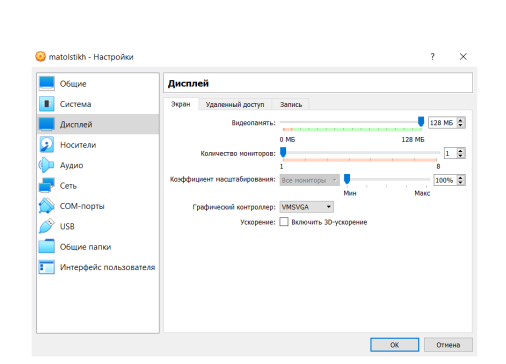 matolstikh - Настройки
?
Общие
Система
Дисплей
Носители
Аудио
Сеть
COM-порты
USB
Общие папки
Интерфейс пользователя
Дисплей
Экран Удаленный доступ Запись
Видеопамять: 128 МБ
0 МБ 128 МБ
Количество мониторов: 1
1 8
Коэффициент масштабирования: Все мониторы 100%
Мин Макс
Графический контроллер: VMSVGA
Ускорение: Включить 3D-ускорение
ОК Отмена